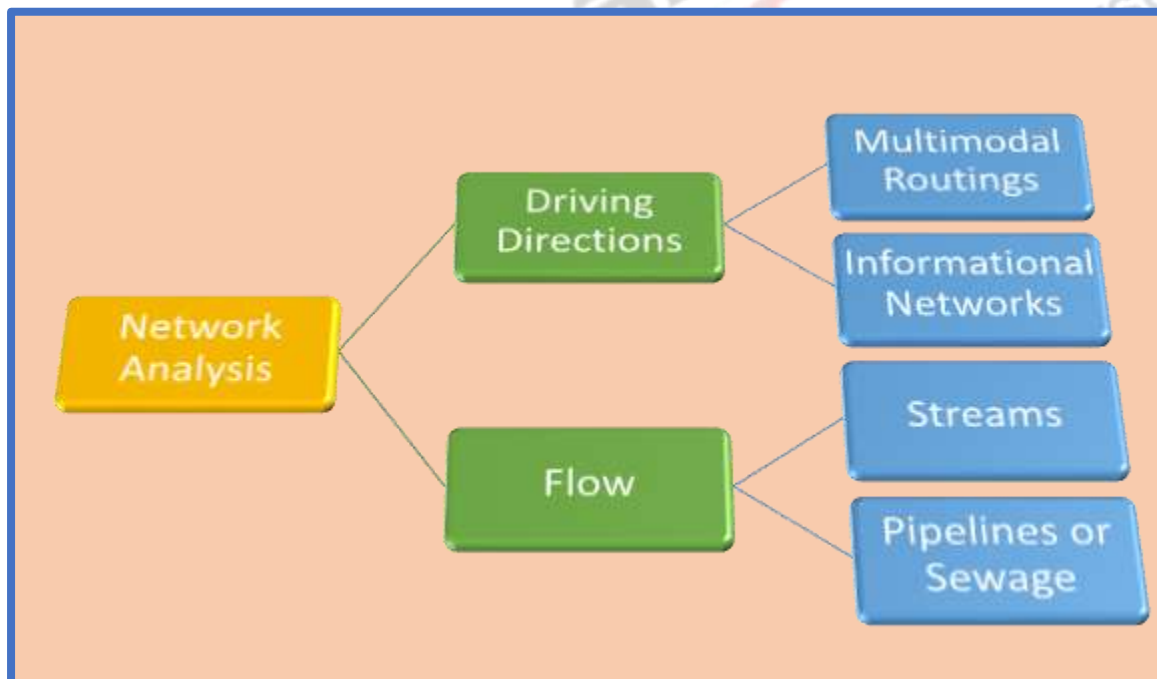 Multimodal
Routings
Driving
Directions
Informational
Networks
Network
Analysis
Streams
Flow
Pipelines or
Sewage